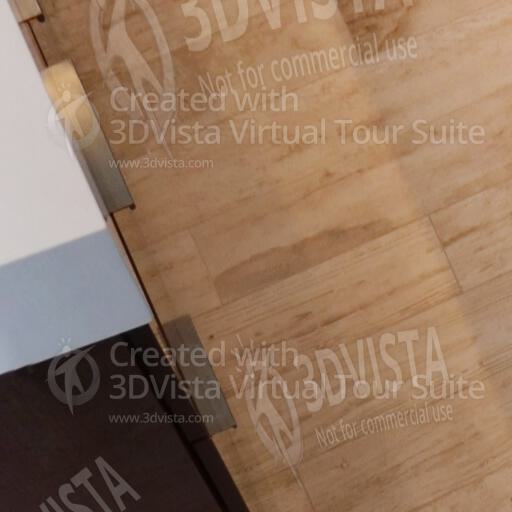 3DVISTA
Not for commercial use
Created with
3DVista Virtual Tour Suite
www.3dvista.com
Created with
3DVista Virtual Tour Suite
www.3dvista.com
3DVISTA
Not for commercial use
VISTA